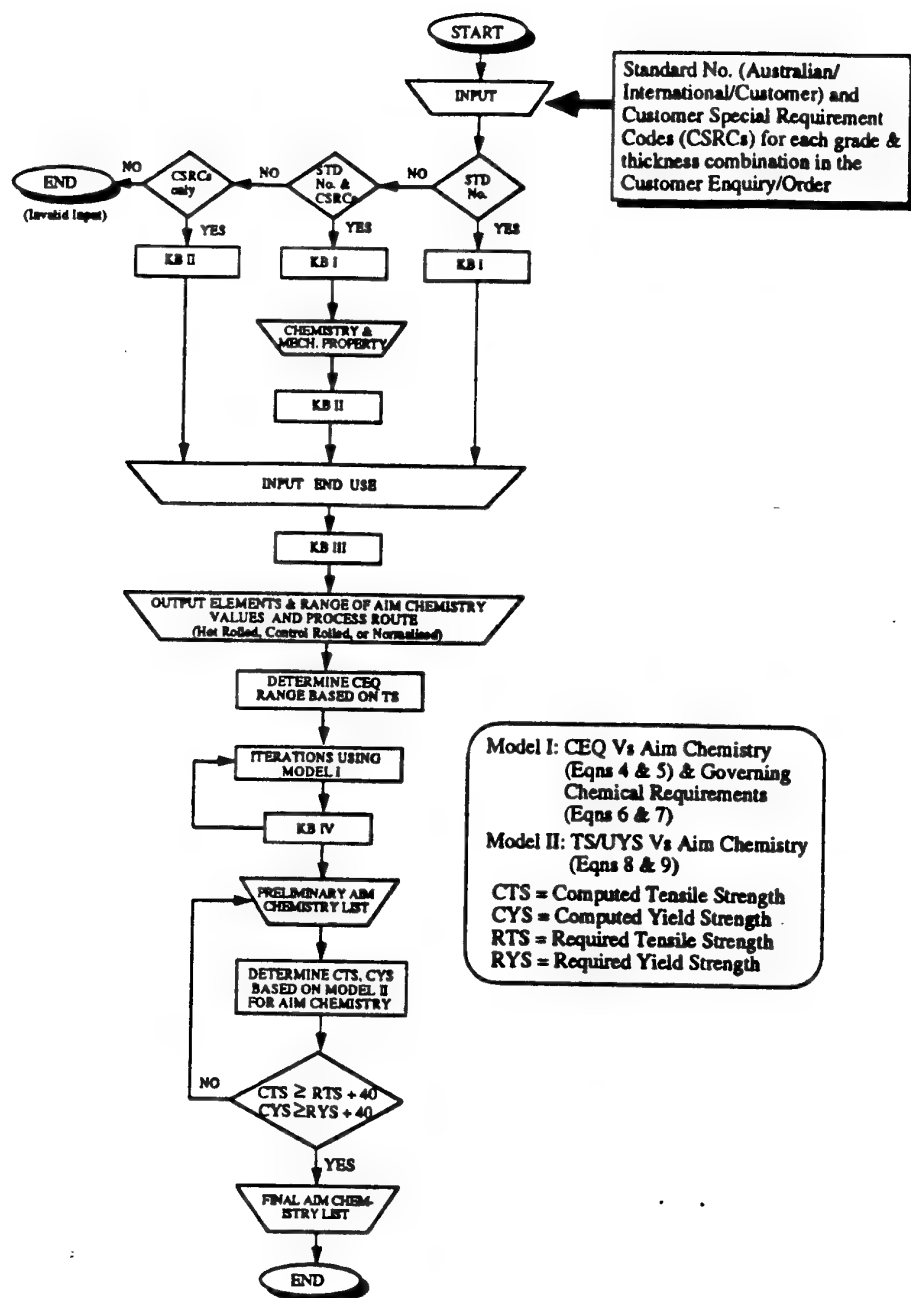 START
INPUT
Standard No. (Australian/
International/Customer) and
Customer Special Requirement
Codes (CSRCs) for each grade &
thickness combination in the
Customer Enquiry/Order
STD
No.
NO
STD
No. &
CSRCs
NO
CSRCs
only
NO
END
(Invalid Input)
YES
YES
YES
KB II
KB I
KB I
CHEMISTRY &
MECH. PROPERTY
KB II
INPUT END USE
KB III
OUTPUT ELEMENTS & RANGE OF AIM CHEMISTRY
VALUES AND PROCESS ROUTE
(Hot Rolled, Control Rolled, or Normalised)
DETERMINE CEQ
RANGE BASED ON TS
ITERATIONS USING
MODEL I
KB IV
PRELIMINARY AIM
CHEMISTRY LIST
DETERMINE CTS, CYS
BASED ON MODEL II
FOR AIM CHEMISTRY
NO
CTS ≥ RTS + 40
CYS ≥ RYS + 40
YES
FINAL AIM CHEM-
ISTRY LIST
END
Model I: CEQ Vs Aim Chemistry
(Eqns 4 & 5) & Governing
Chemical Requirements
(Eqns 6 & 7)
Model II: TS/UYS Vs Aim Chemistry
(Eqns 8 & 9)
CTS = Computed Tensile Strength
CYS = Computed Yield Strength
RTS = Required Tensile Strength
RYS = Required Yield Strength